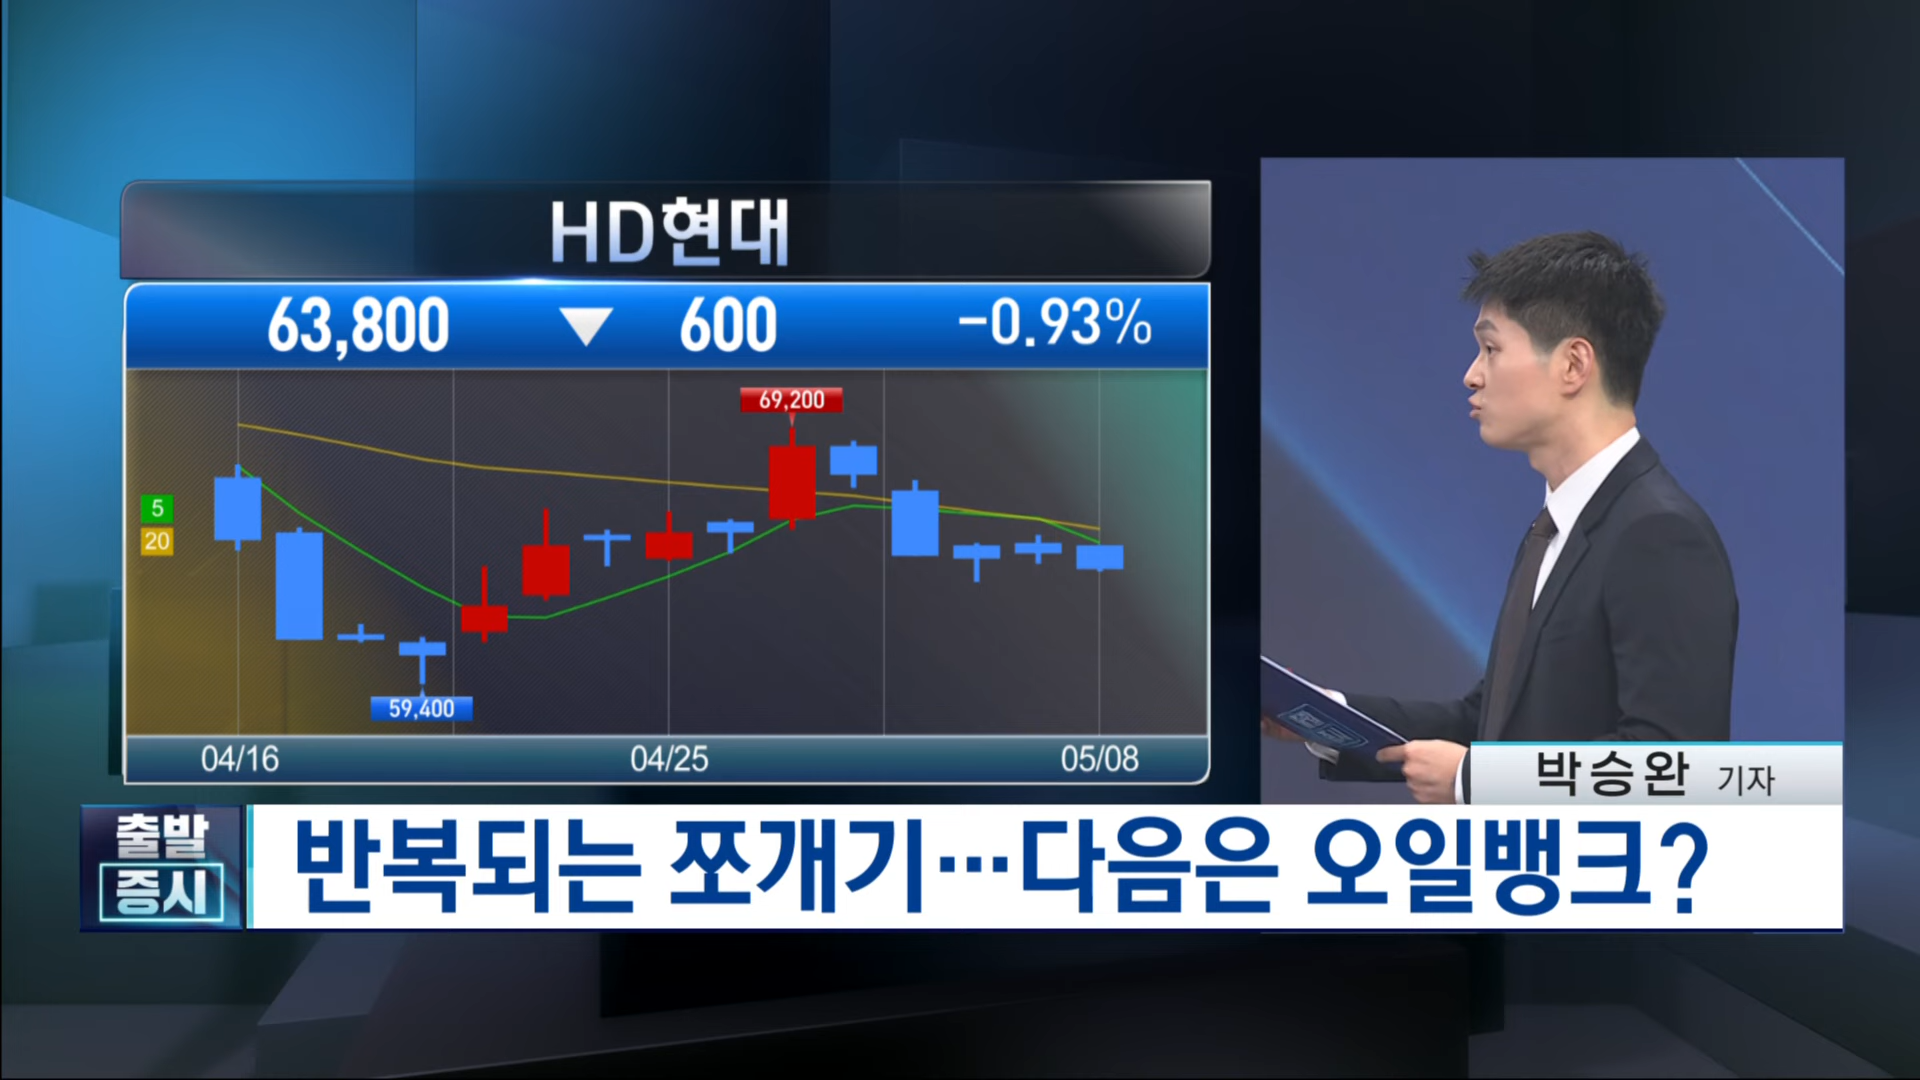 HD현대
63,800 ▼ 600 -0.93%
69,200
5
20
59,400
04/16 04/25 05/08
박승완 기자
출발
증시
반복되는 쪼개기…다음은 오일뱅크?